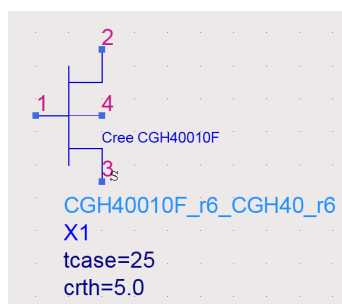 2
1 4
Cree CGH40010F
3
S
CGH40010F_r6_CGH40_r6
X1
tcase=25
crth=5.0